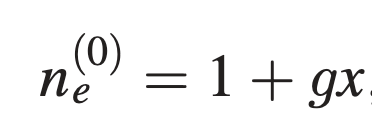 n_e^{(0)} = 1 + gx,